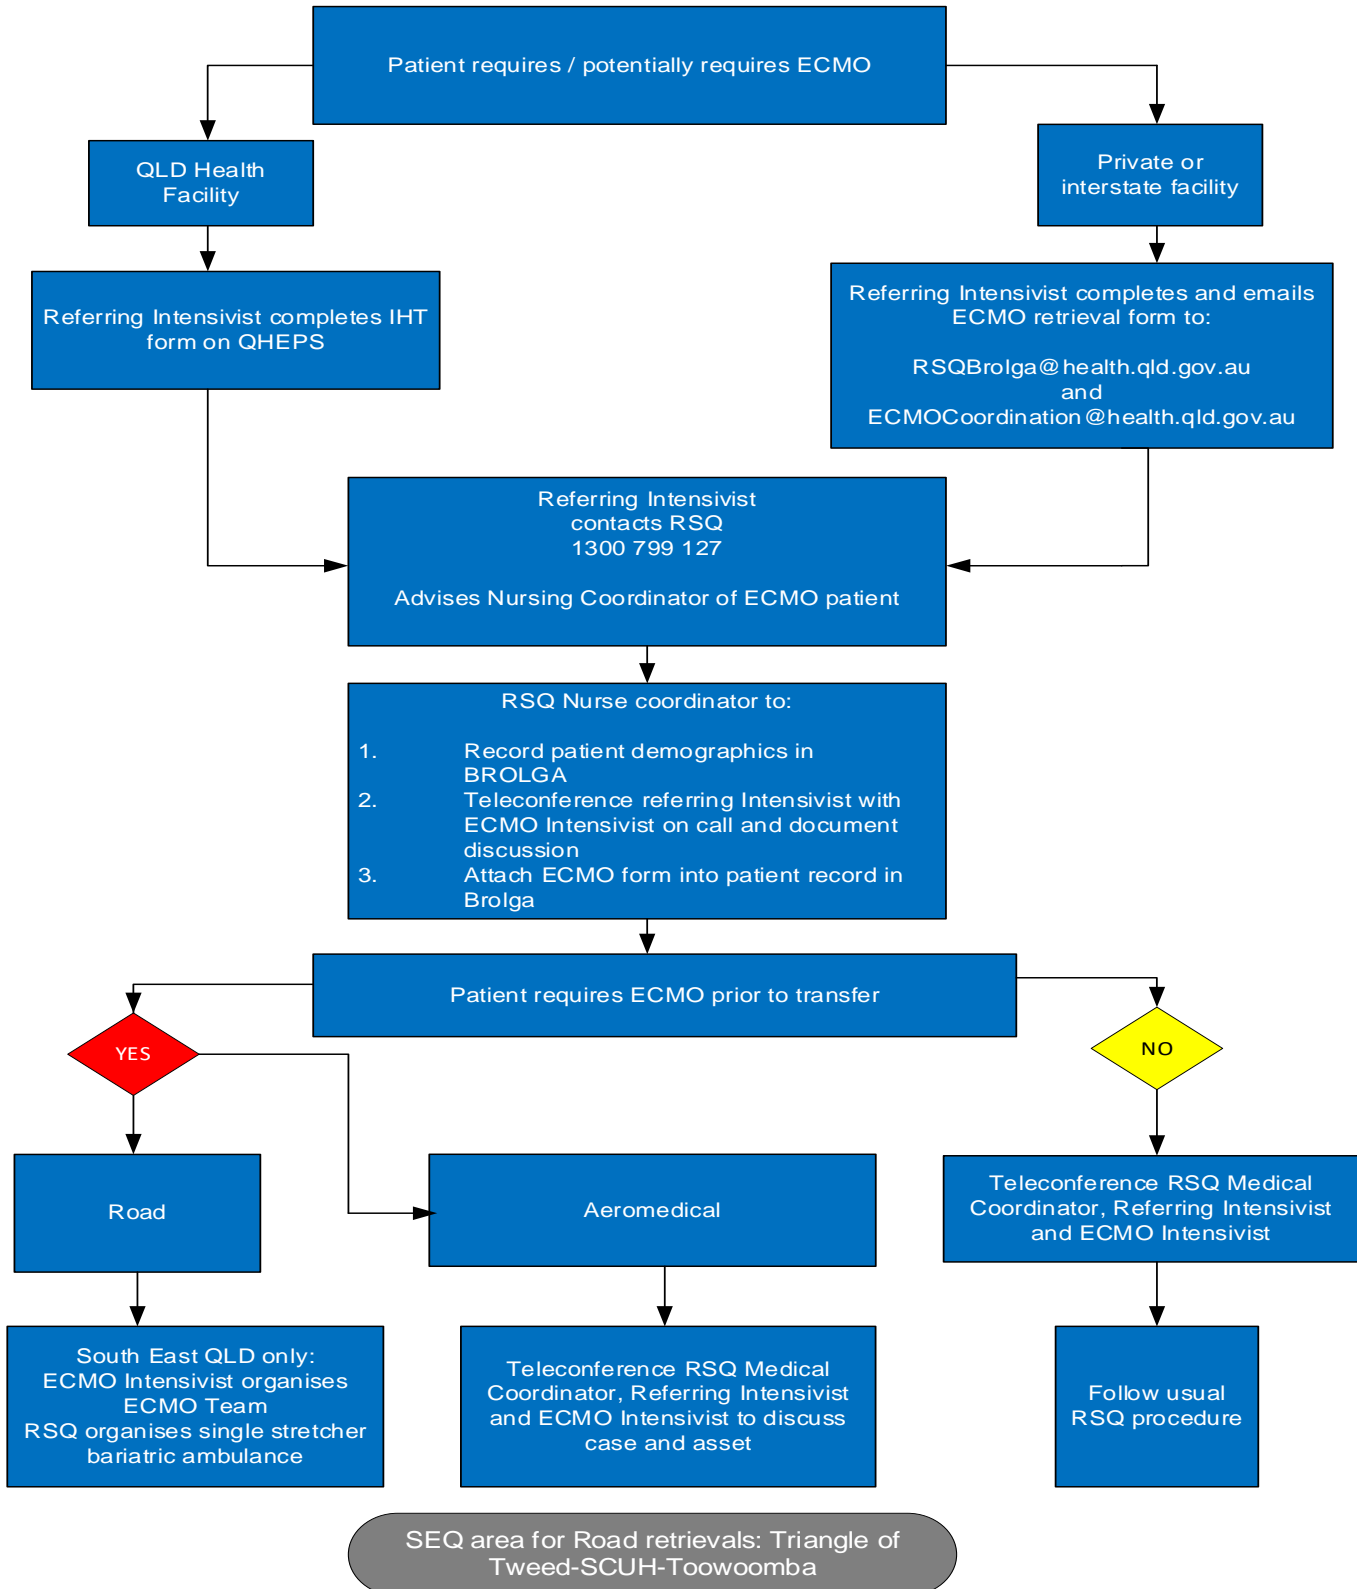 Patient requires / potentially requires ECMO
QLD Health
Facility
Private or
interstate facility
Referring Intensivist completes IHT
form on QHEPS
Referring Intensivist completes and emails
ECMO retrieval form to:
RSQBrolga@health.qld.gov.au
and
ECMOCoordination@health.qld.gov.au
Referring Intensivist
contacts RSQ
1300 799 127
Advises Nursing Coordinator of ECMO patient
RSQ Nurse coordinator to:
1. Record patient demographics in
BROLGA
2. Teleconference referring Intensivist with
ECMO Intensivist on call and document
discussion
3. Attach ECMO form into patient record in
Brolga
Patient requires ECMO prior to transfer
YES
NO
Road
Aeromedical
Teleconference RSQ Medical
Coordinator, Referring Intensivist
and ECMO Intensivist
South East QLD only:
ECMO Intensivist organises
ECMO Team
RSQ organises single stretcher
bariatric ambulance
Teleconference RSQ Medical
Coordinator, Referring Intensivist
and ECMO Intensivist to discuss
case and asset
Follow usual
RSQ procedure
SEQ area for Road retrievals: Triangle of
Tweed-SCUH-Toowoomba